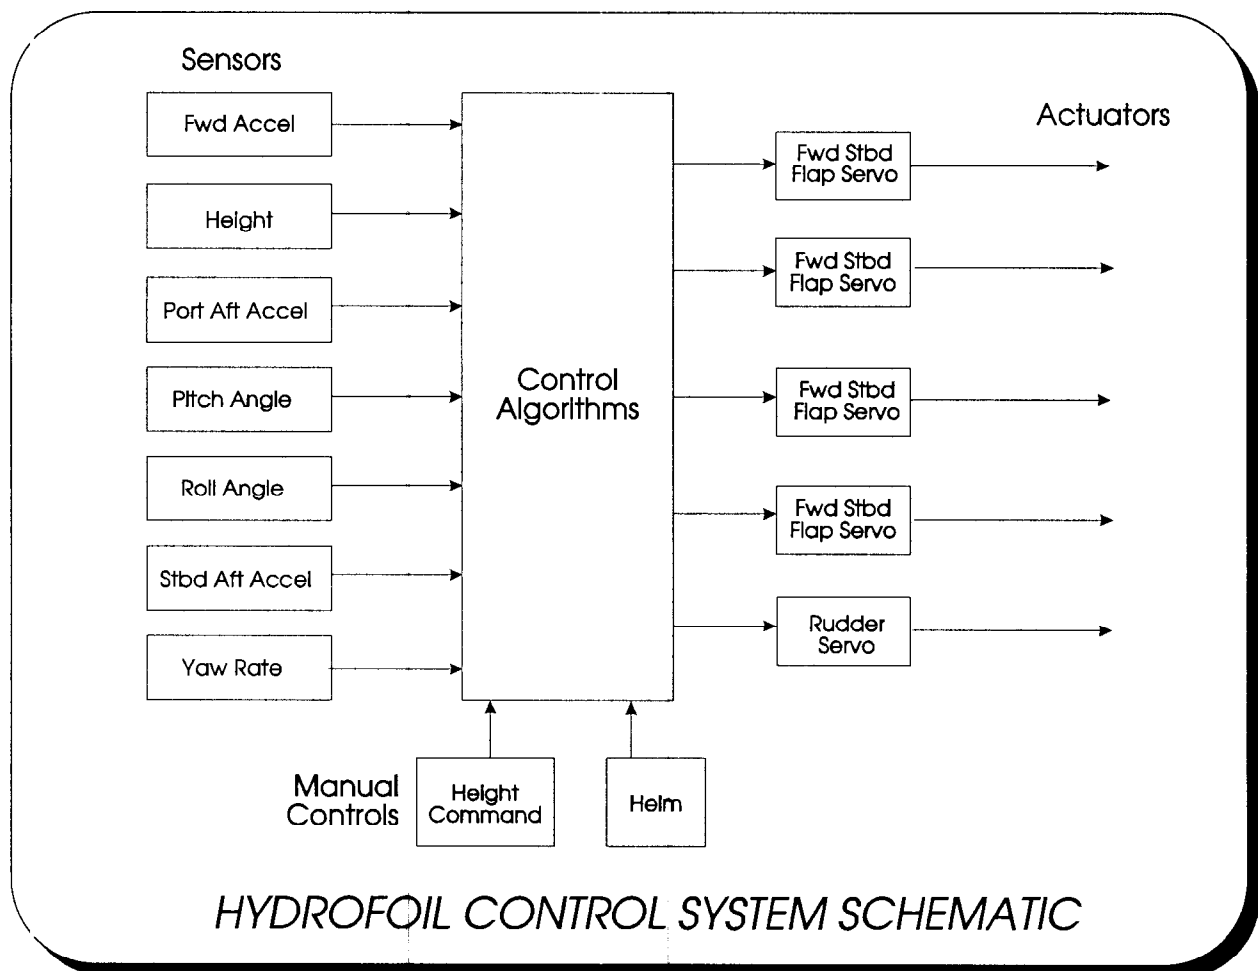 Sensors
Fwd Accel
Height
Port Aft Accel
Pitch Angle
Roll Angle
Stbd Aft Accel
Yaw Rate
Control
Algorithms
Actuators
Fwd Stbd
Flap Servo
Fwd Stbd
Flap Servo
Fwd Stbd
Flap Servo
Fwd Stbd
Flap Servo
Rudder
Servo
Manual
Controls
Height
Command
Helm
HYDROFOIL CONTROL SYSTEM SCHEMATIC